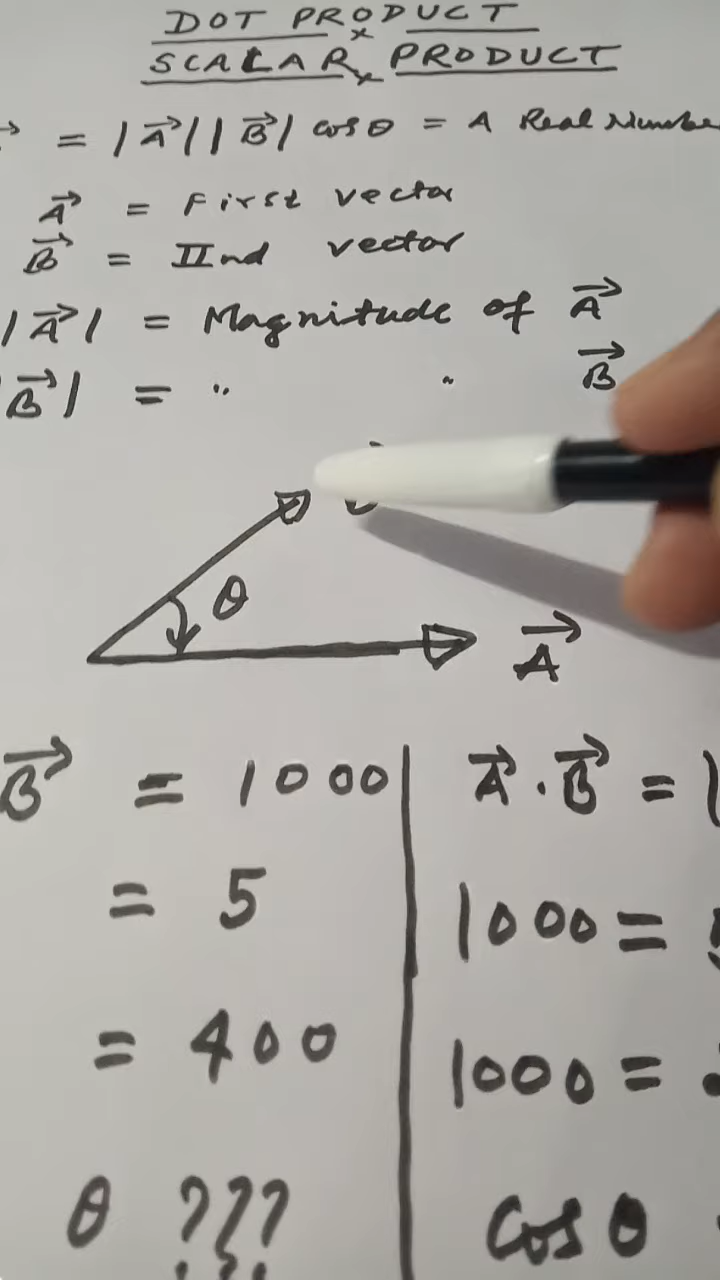 DOT PRODUCT
SCALAR PRODUCT
= |A||B| cos θ = A Real Number
A = First vector
B = IInd vector
|A| = Magnitude of A
|B| = " " B
θ
A
B = 1000
= 5
= 400
θ ???
A . B = |
1000 =
1000 =
cos θ